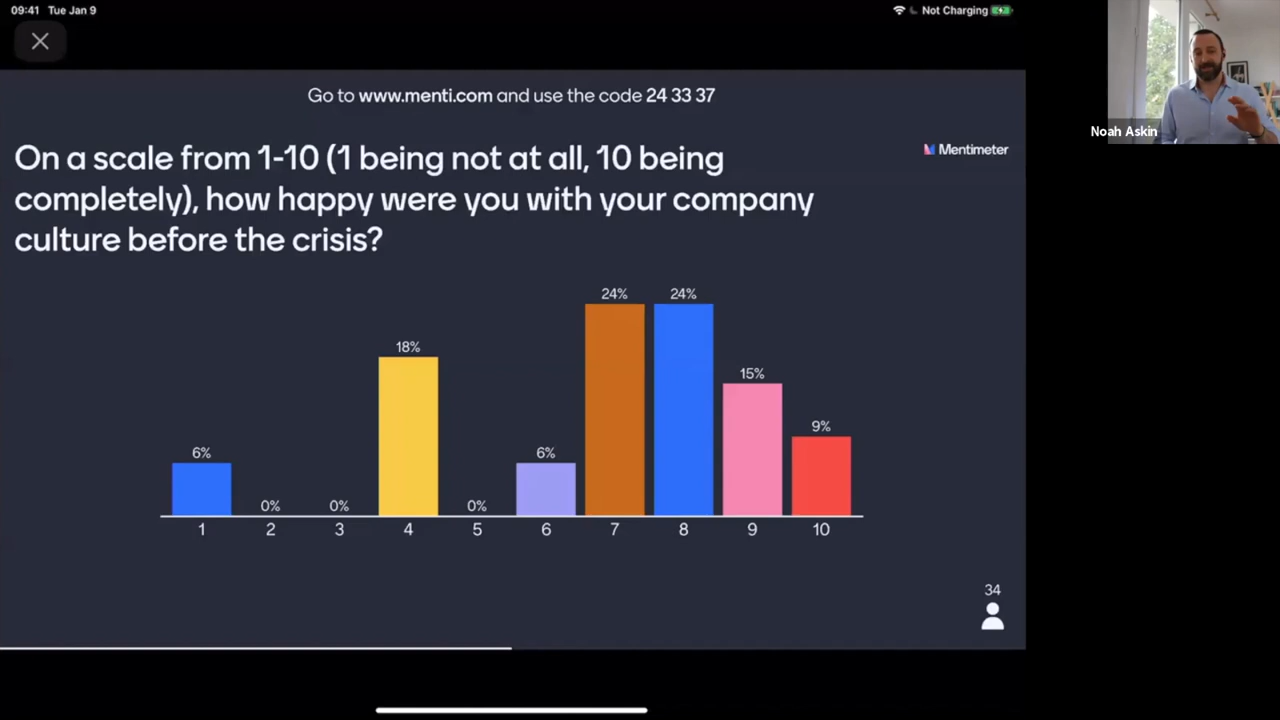 09:41 Tue Jan 9
Not Charging
Go to www.menti.com and use the code 24 33 37
Noah Askin
On a scale from 1-10 (1 being not at all, 10 being
completely), how happy were you with your company
culture before the crisis?
Mentimeter
6%
0%
0%
18%
0%
6%
24%
24%
15%
9%
1
2
3
4
5
6
7
8
9
10
34